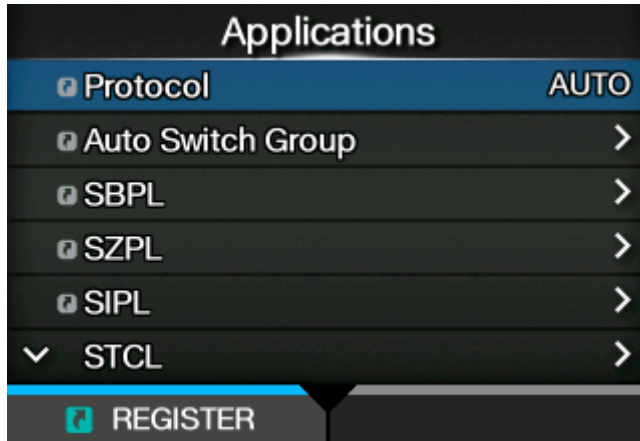 Applications
Protocol AUTO
Auto Switch Group
SBPL
SZPL
SIPL
STCL
REGISTER